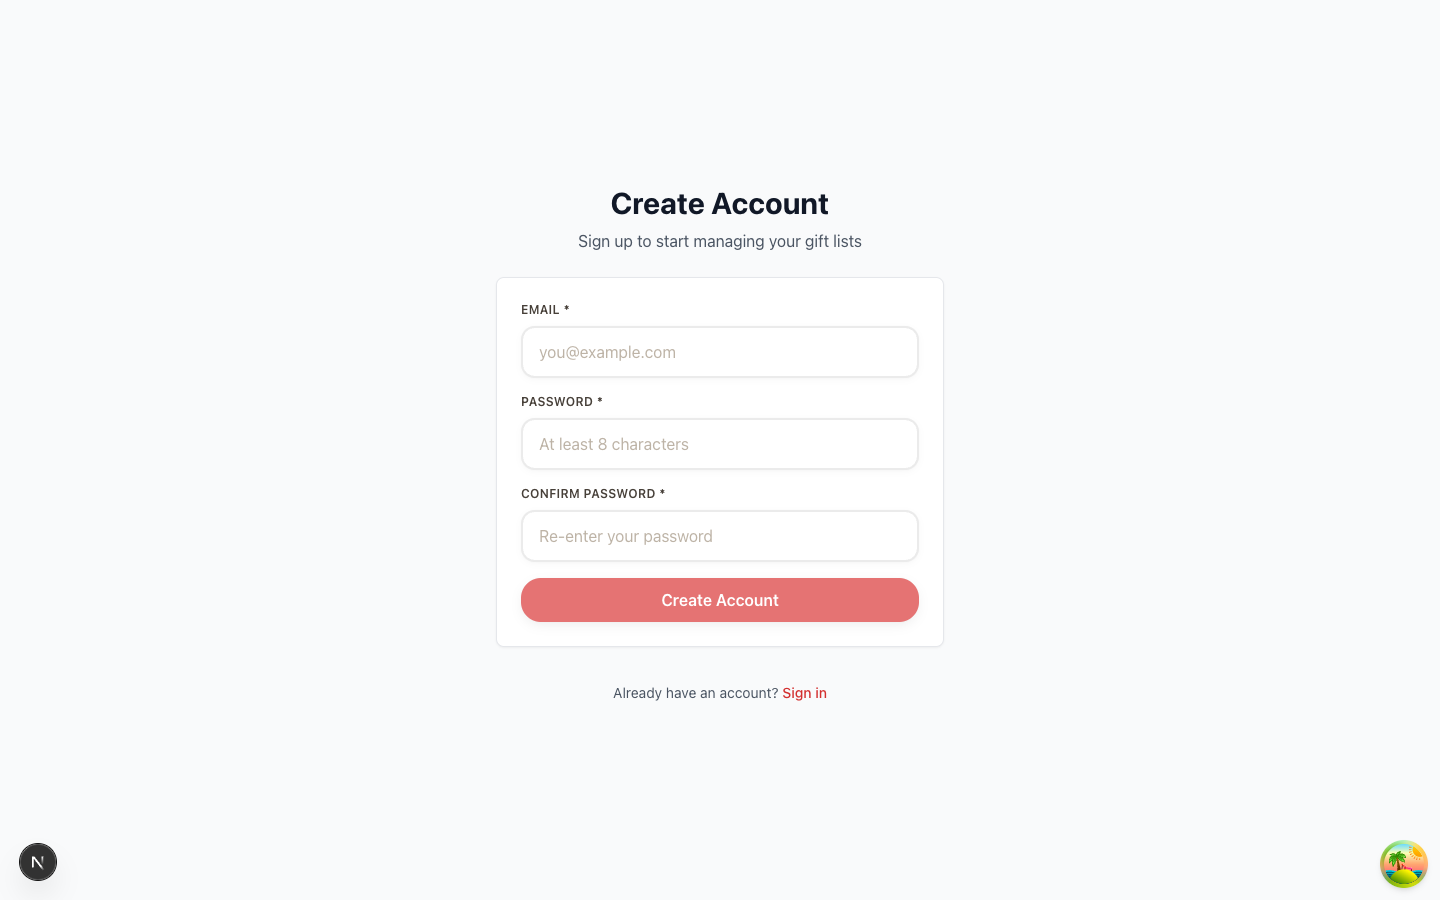 Create Account
Sign up to start managing your gift lists
EMAIL *
you@example.com
PASSWORD *
At least 8 characters
CONFIRM PASSWORD *
Re-enter your password
Create Account
Already have an account? Sign in
N